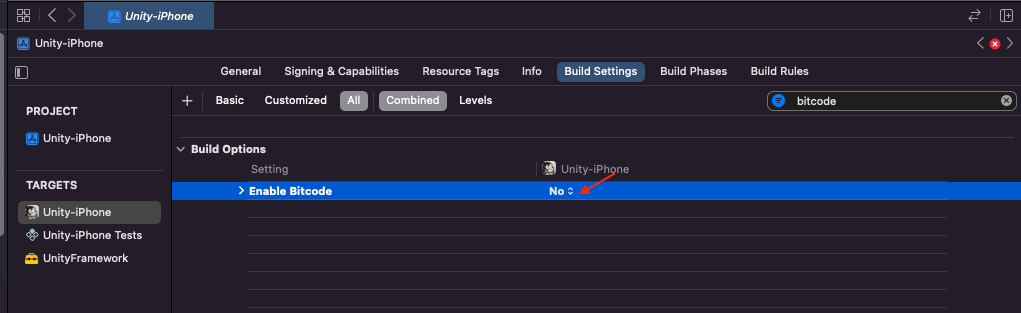 Unity-iPhone
Unity-iPhone
General Signing & Capabilities Resource Tags Info Build Settings Build Phases Build Rules
PROJECT
Unity-iPhone
TARGETS
Unity-iPhone
Unity-iPhone Tests
UnityFramework
+ Basic Customized All Combined Levels bitcode
Build Options
Setting Unity-iPhone
Enable Bitcode No